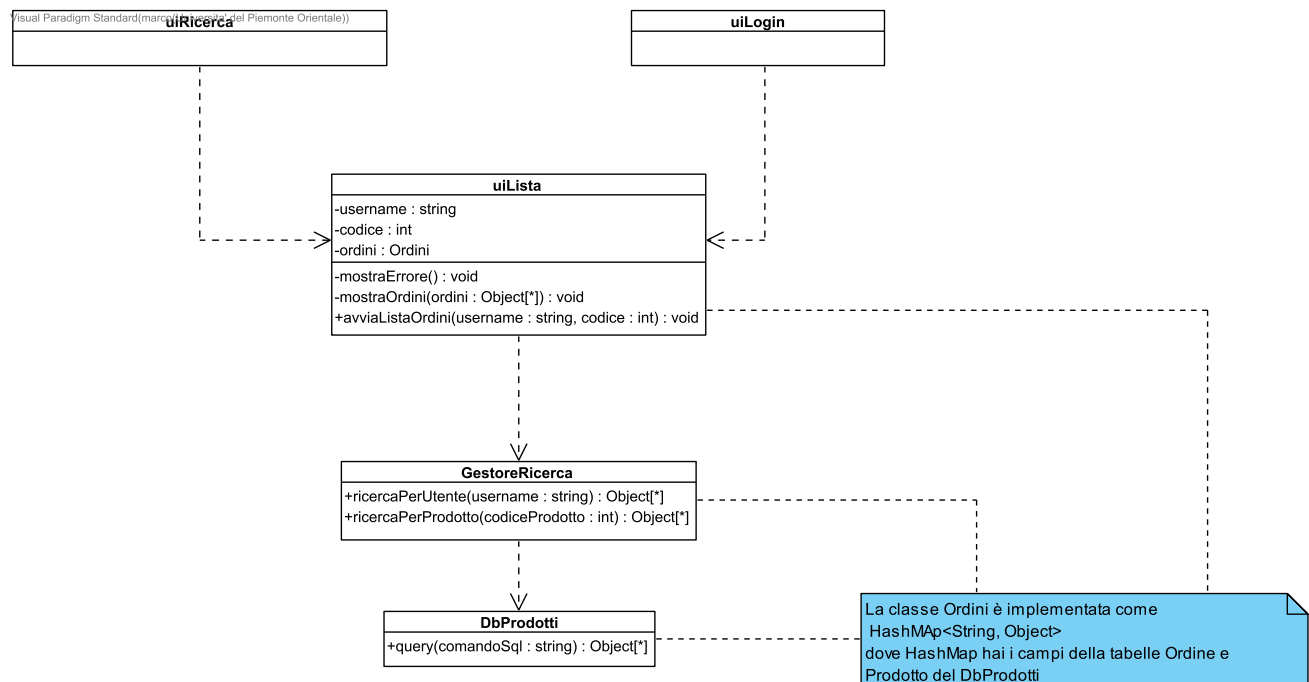 Visual Paradigm Standard(marco(Universita' del Piemonte Orientale))
uiRicerca
uiLogin
uiLista
-username : string
-codice : int
-ordini : Ordini
-mostraErrore() : void
-mostraOrdini(ordini : Object[*]) : void
+avviaListaOrdini(username : string, codice : int) : void
GestoreRicerca
+ricercaPerUtente(username : string) : Object[*]
+ricercaPerProdotto(codiceProdotto : int) : Object[*]
DbProdotti
+query(comandoSql : string) : Object[*]
La classe Ordini è implementata come
HashMAp<String, Object>
dove HashMap hai i campi della tabelle Ordine e
Prodotto del DbProdotti